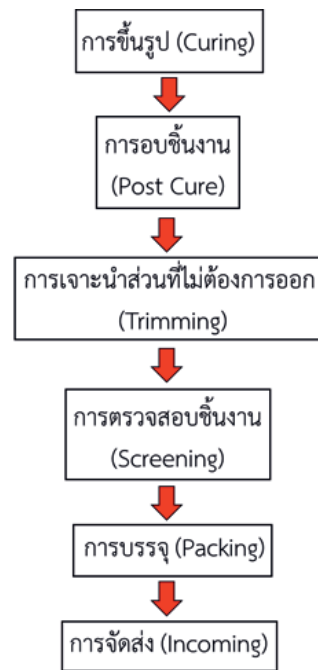 การขึ้นรูป (Curing)
การอบชิ้นงาน
(Post Cure)
การเจาะนำส่วนที่ไม่ต้องการออก
(Trimming)
การตรวจสอบชิ้นงาน
(Screening)
การบรรจุ (Packing)
การจัดส่ง (Incoming)